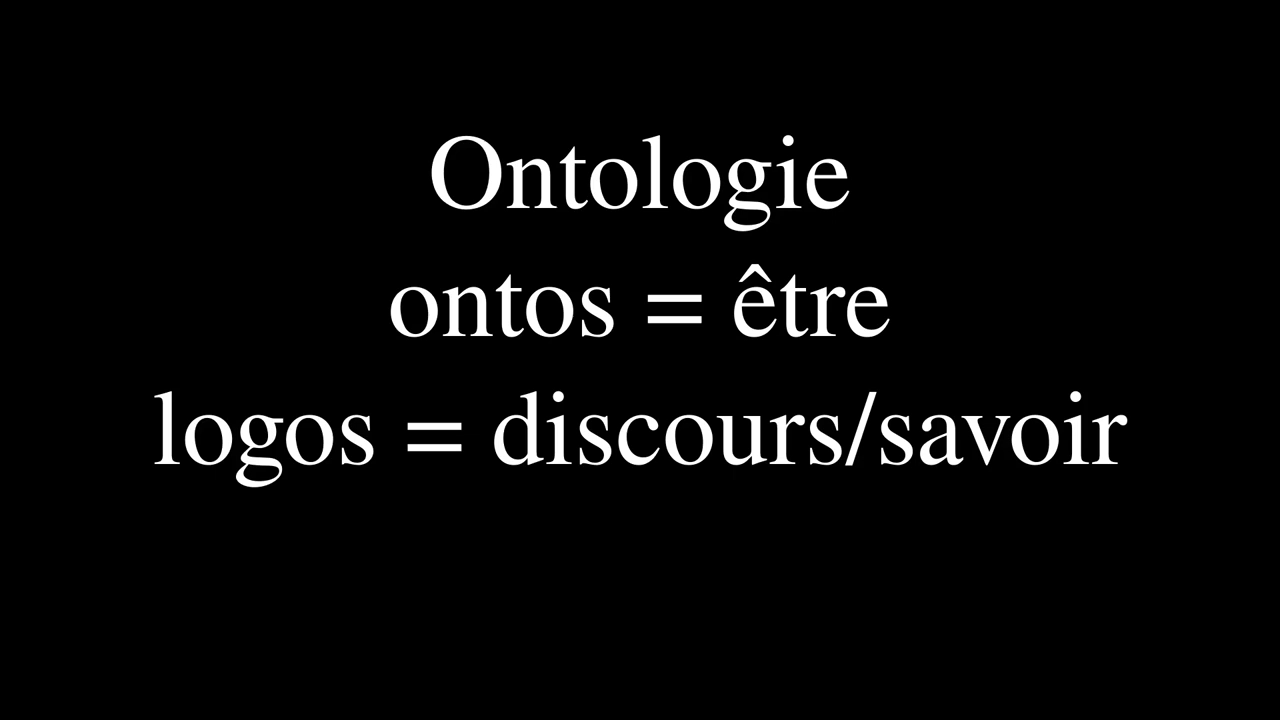 Ontologie
ontos = être
logos = discours/savoir